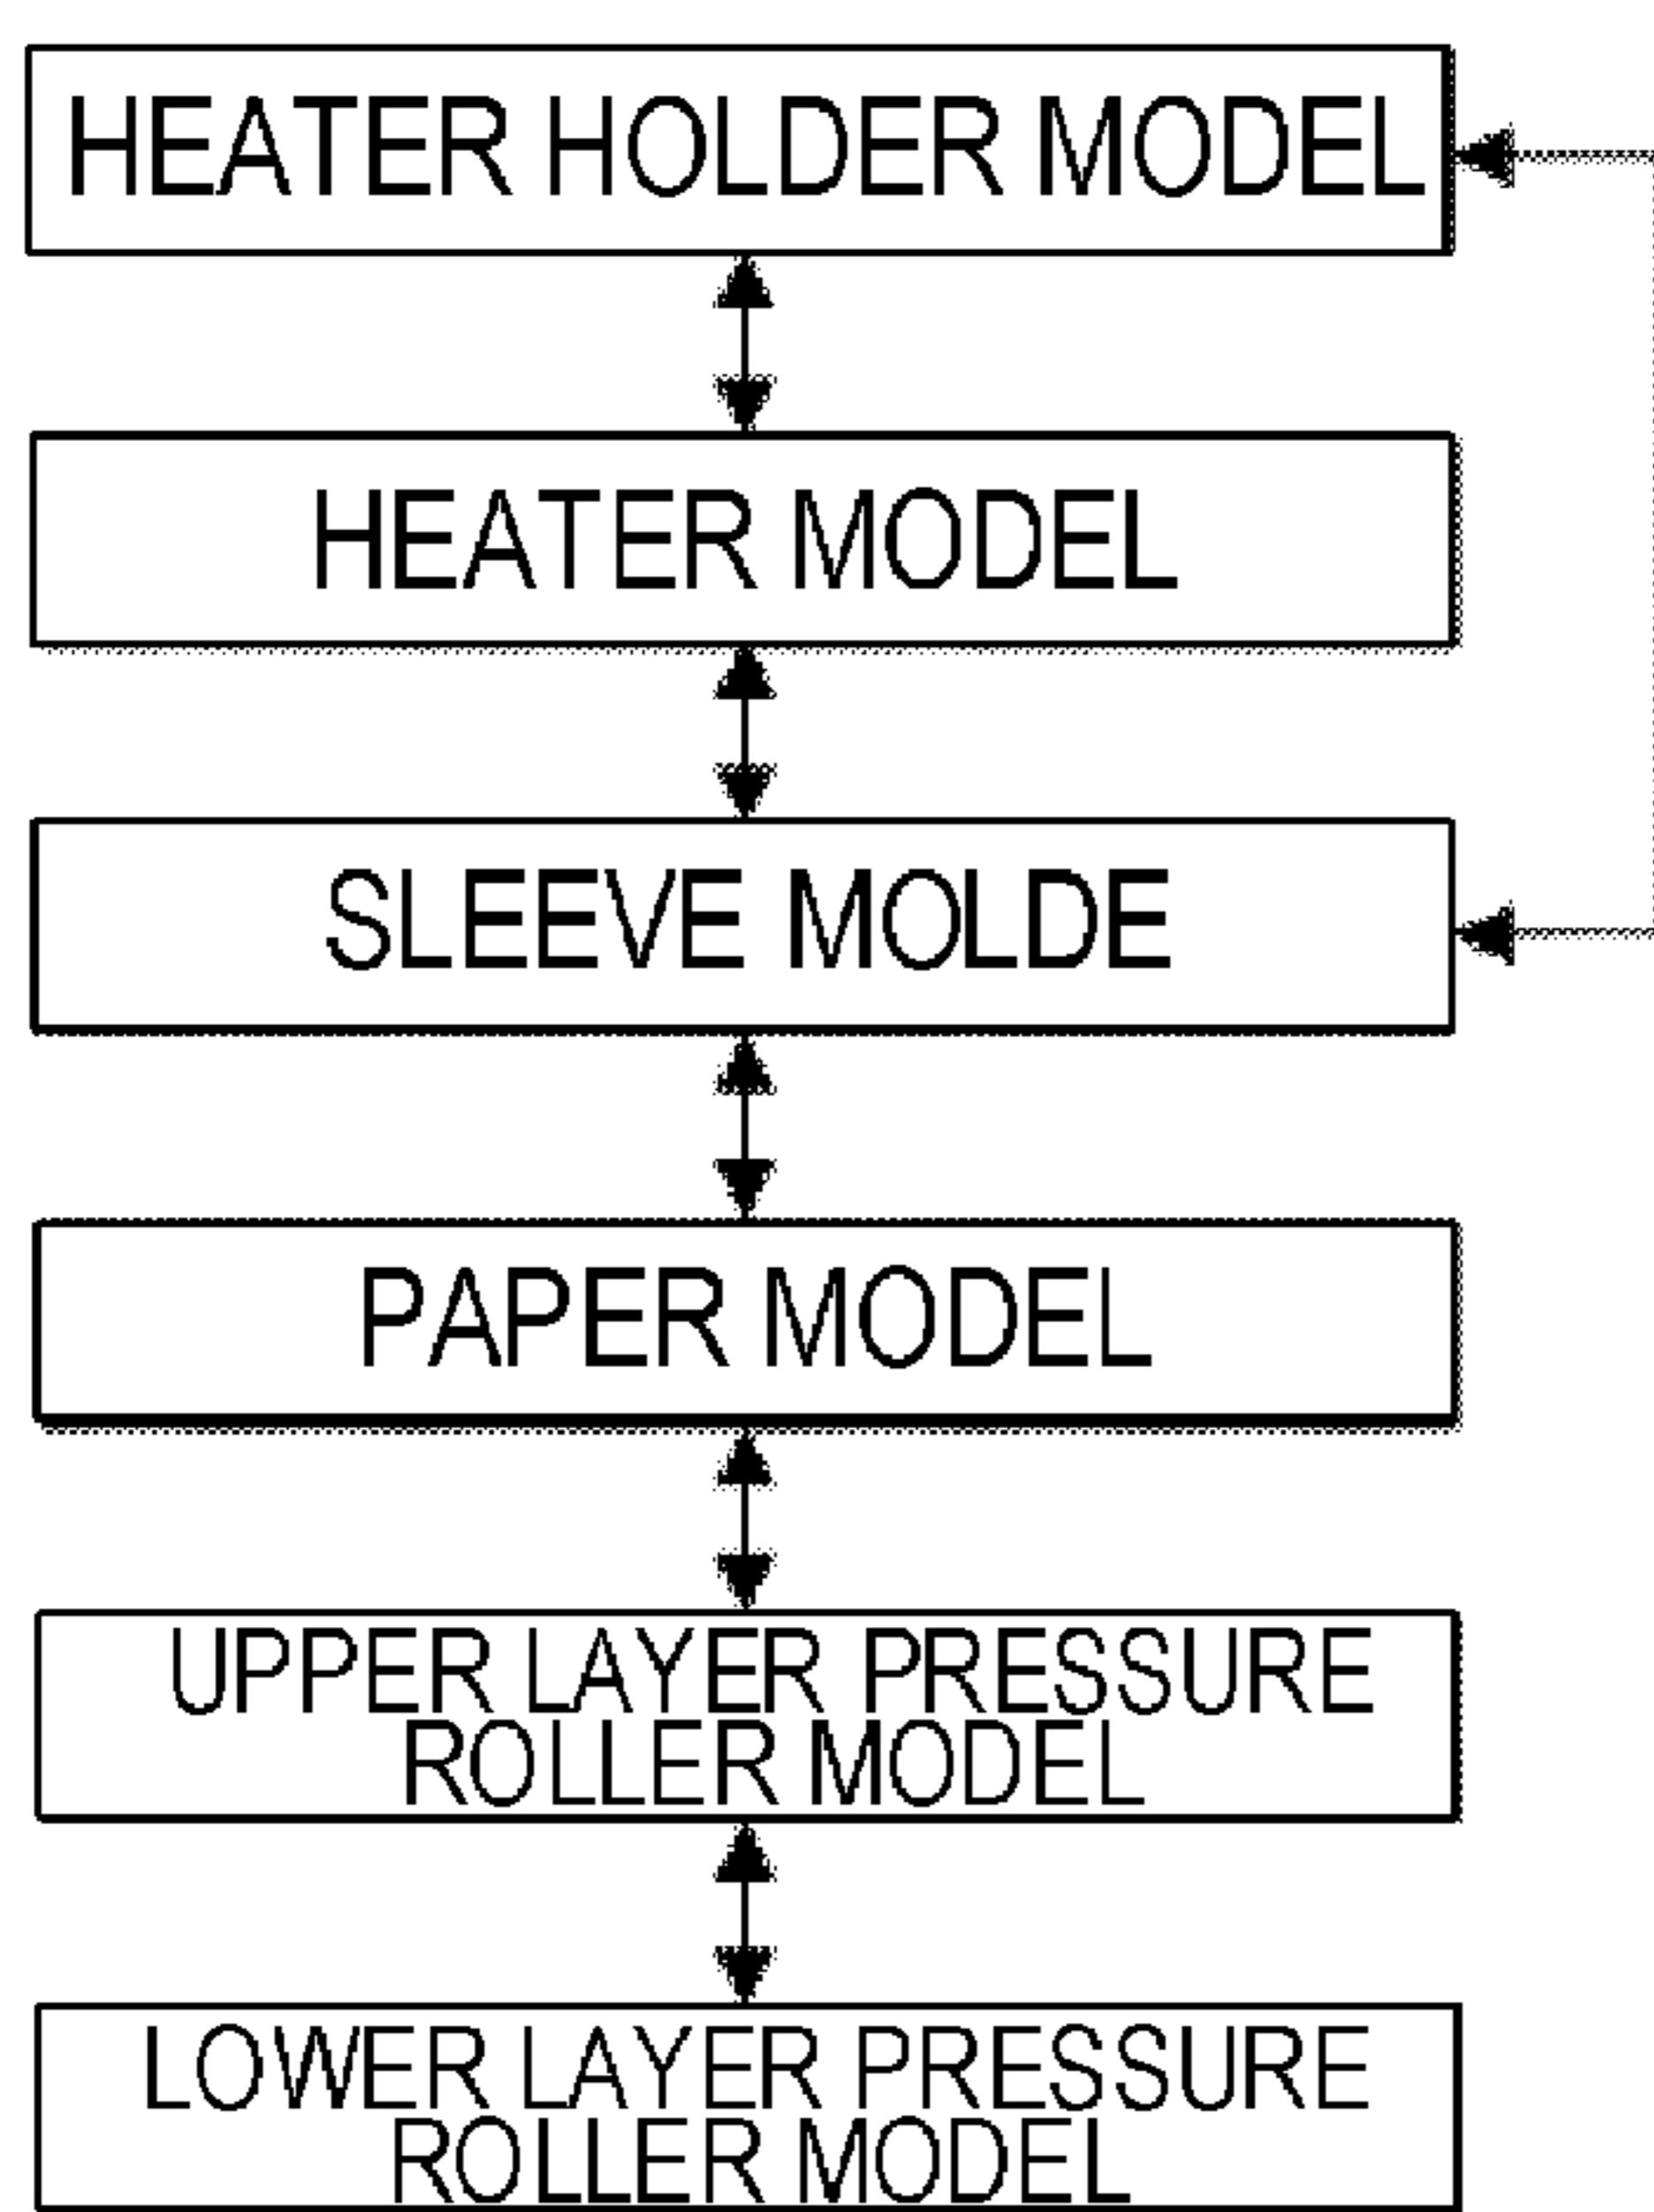 HEATER HOLDER MODEL
HEATER MODEL
SLEEVE MOLDE
PAPER MODEL
UPPER LAYER PRESSURE
ROLLER MODEL
LOWER LAYER PRESSURE
ROLLER MODEL